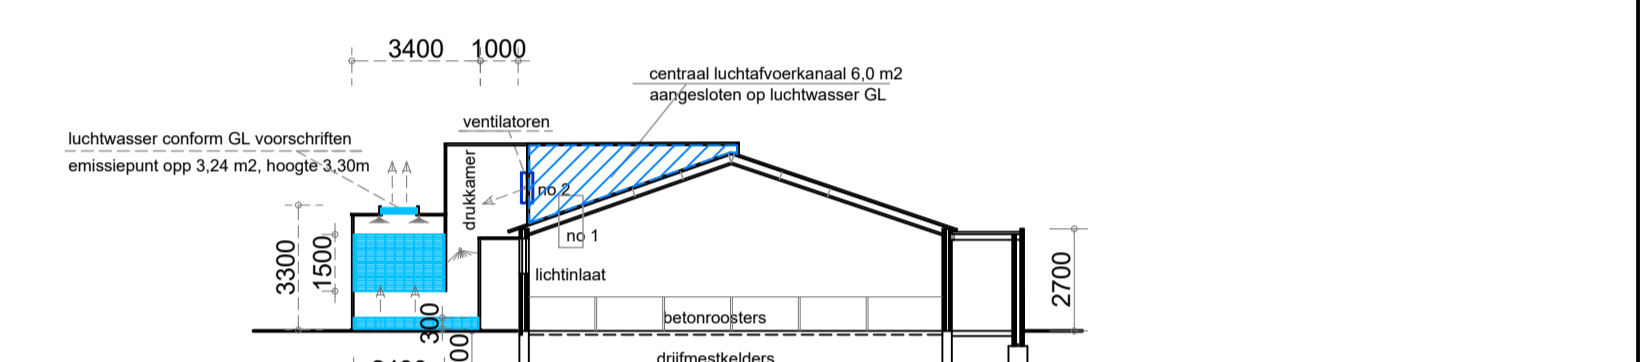 3400 1000
centraal luchtafvoerkanaal 6,0 m2
aangesloten op luchtwasser GL
ventilatoren
luchtwasser conform GL voorschriften
emissiepunt opp 3,24 m2, hoogte 3,30m
drukkamer
no 2
no 1
3300
1500
lichtinlaat
2700
300
betonroosters
drijfmestkelders